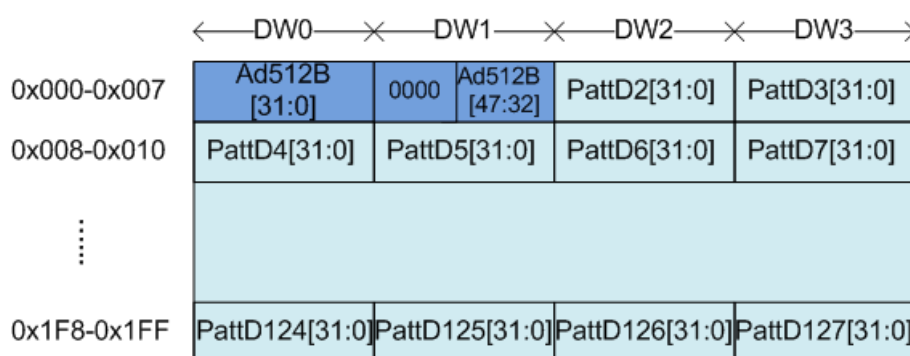 DW0 DW1 DW2 DW3
0x000-0x007 Ad512B [31:0] 0000 Ad512B [47:32] PattD2[31:0] PattD3[31:0]
0x008-0x010 PattD4[31:0] PattD5[31:0] PattD6[31:0] PattD7[31:0]
0x1F8-0x1FF PattD124[31:0] PattD125[31:0] PattD126[31:0] PattD127[31:0]